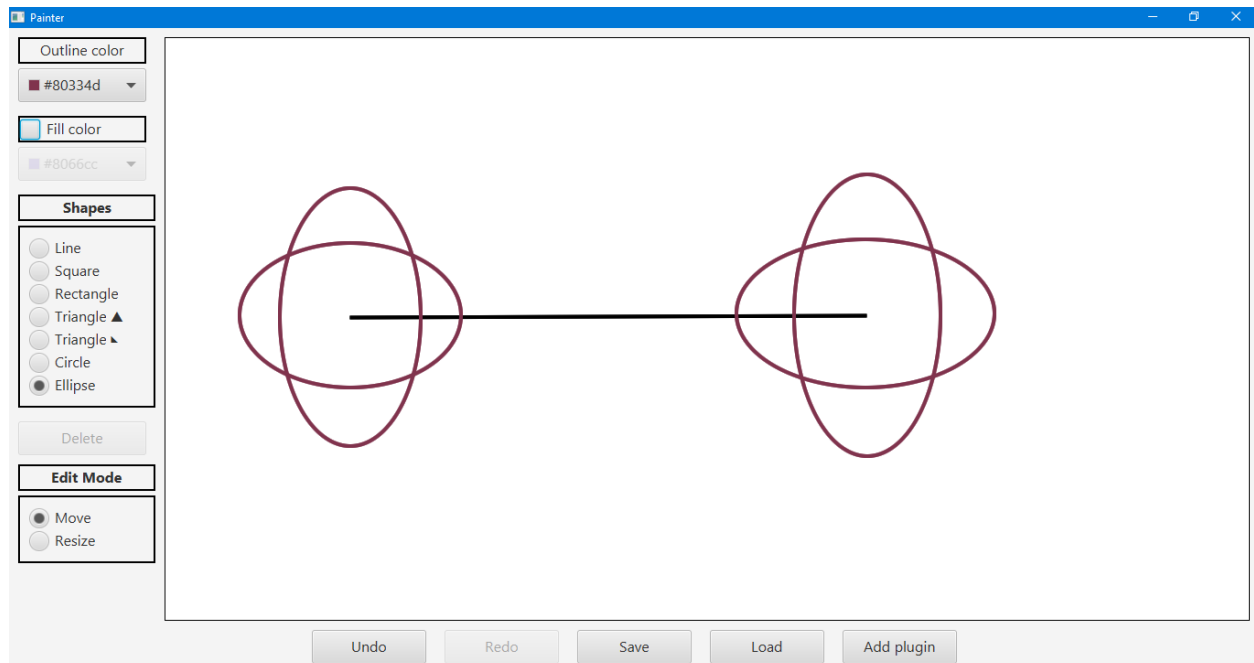 Painter
Outline color
#80334d
Fill color
#8066cc
Shapes
Line
Square
Rectangle
Triangle
Triangle
Circle
Ellipse
Delete
Edit Mode
Move
Resize
Undo Redo Save Load Add plugin